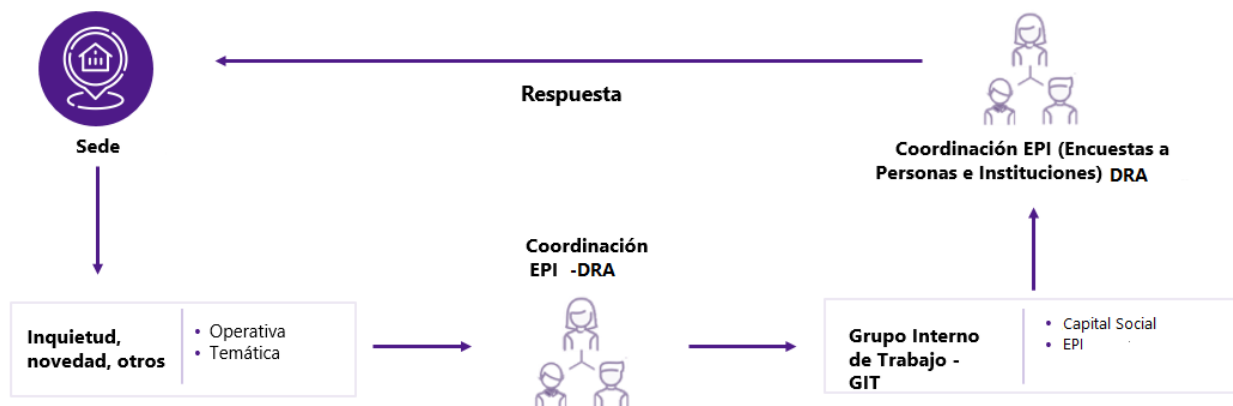 Respuesta
Sede
Coordinación EPI (Encuestas a
Personas e Instituciones) DRA
Coordinación
EPI -DRA
Inquietud,
novedad, otros
• Operativa
• Temática
Grupo Interno
de Trabajo -
GIT
• Capital Social
• EPI